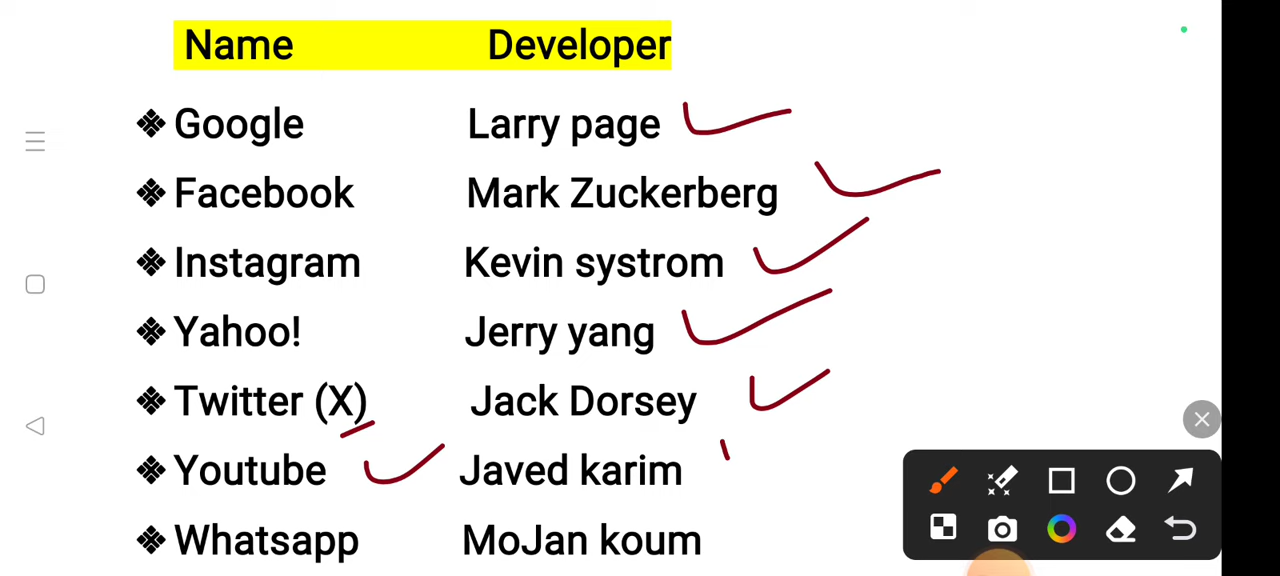 Name Developer
❖ Google Larry page
❖ Facebook Mark Zuckerberg
❖ Instagram Kevin systrom
❖ Yahoo! Jerry yang
❖ Twitter (X) Jack Dorsey
❖ Youtube Javed karim
❖ Whatsapp MoJan koum